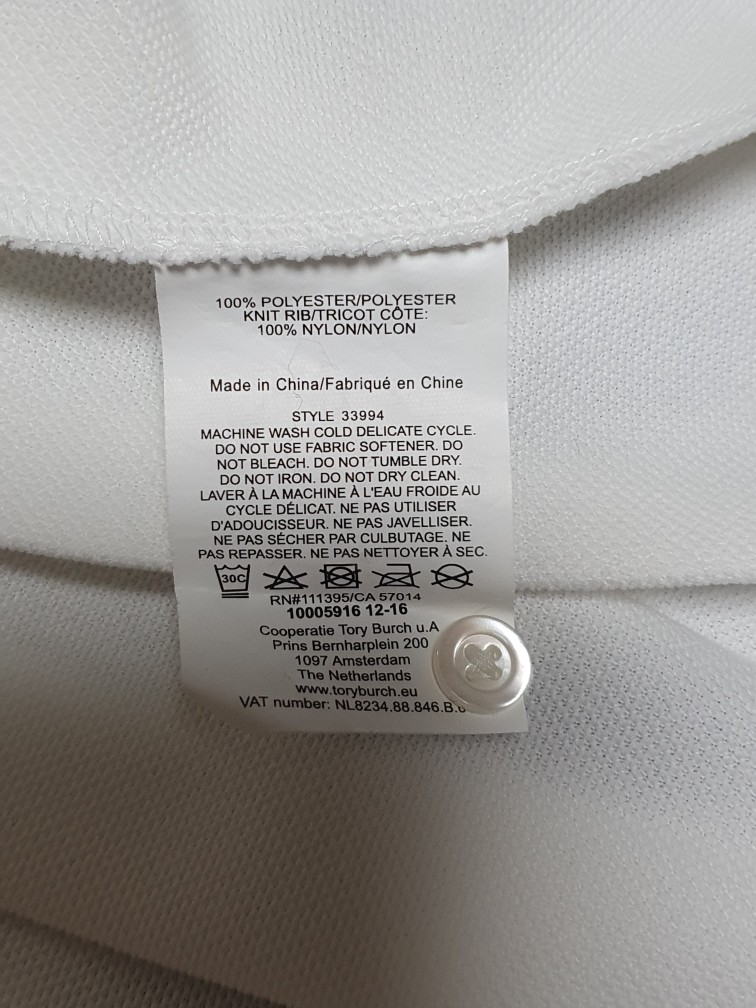 100% POLYESTER/POLYESTER
KNIT RIB/TRICOT CÔTE:
100% NYLON/NYLON
Made in China/Fabriqué en Chine
STYLE 33994
MACHINE WASH COLD DELICATE CYCLE.
DO NOT USE FABRIC SOFTENER. DO
NOT BLEACH. DO NOT TUMBLE DRY.
DO NOT IRON. DO NOT DRY CLEAN.
LAVER À LA MACHINE À L'EAU FROIDE AU
CYCLE DÉLICAT. NE PAS UTILISER
D'ADOUCISSEUR. NE PAS JAVELLISER.
NE PAS SÉCHER PAR CULBUTAGE. NE
PAS REPASSER. NE PAS NETTOYER À SEC.
30C
RN#111395/CA 57014
10005916 12-16
Cooperatie Tory Burch u.A
Prins Bernharplein 200
1097 Amsterdam
The Netherlands
www.toryburch.eu
VAT number: NL8234.88.846.B.